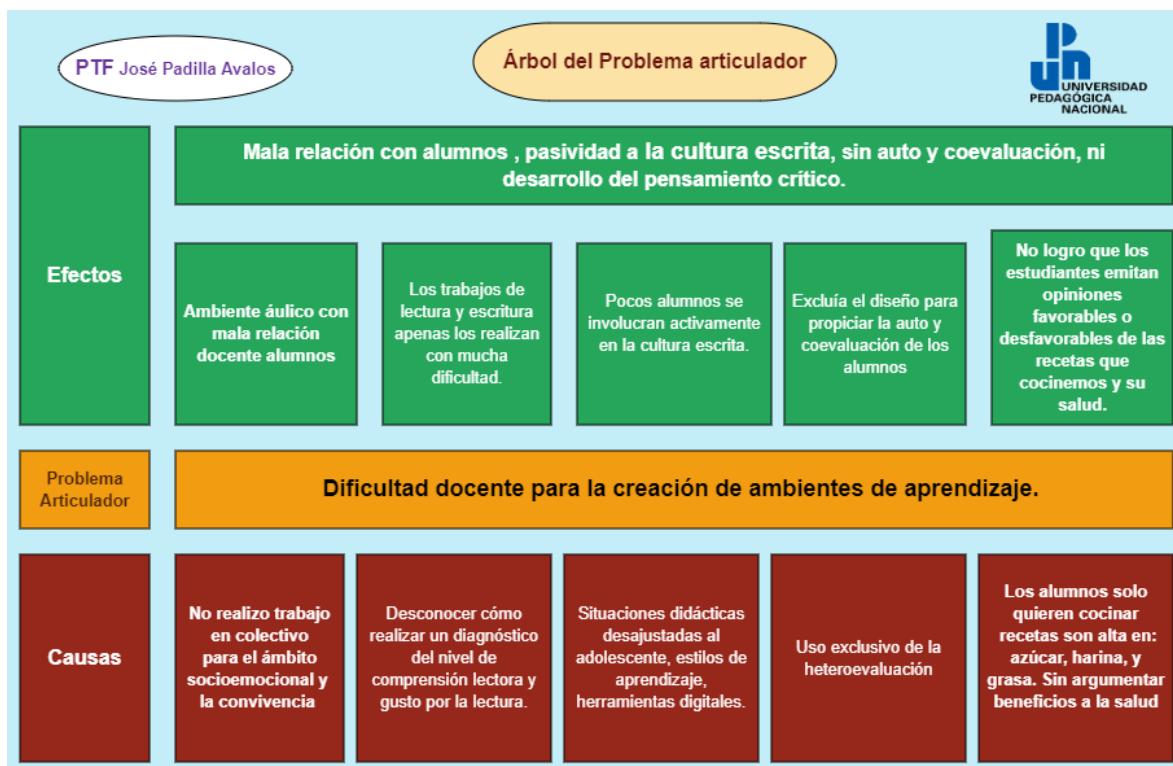 PTF José Padilla Avalos
Árbol del Problema articulador
UNIVERSIDAD
PEDAGÓGICA
NACIONAL
Efectos
Mala relación con alumnos , pasividad a la cultura escrita, sin auto y coevaluación, ni
desarrollo del pensamiento crítico.
Ambiente áulico con
mala relación
docente alumnos
Los trabajos de
lectura y escritura
apenas los realizan
con mucha
dificultad.
Pocos alumnos se
involucran activamente
en la cultura escrita.
Excluía el diseño para
propiciar la auto y
coevaluación de los
alumnos
No logro que los
estudiantes emitan
opiniones
favorables o
desfavorables de las
recetas que
cocinemos y su
salud.
Problema
Articulador
Dificultad docente para la creación de ambientes de aprendizaje.
Causas
No realizo trabajo
en colectivo
para el ámbito
socioemocional y
la convivencia
Desconocer cómo
realizar un diagnóstico
del nivel de
comprensión lectora y
gusto por la lectura.
Situaciones didácticas
desajustadas al
adolescente, estilos de
aprendizaje,
herramientas digitales.
Uso exclusivo de la
heteroevaluación
Los alumnos solo
quieren cocinar
recetas son alta en:
azúcar, harina, y
grasa. Sin argumentar
beneficios a la salud